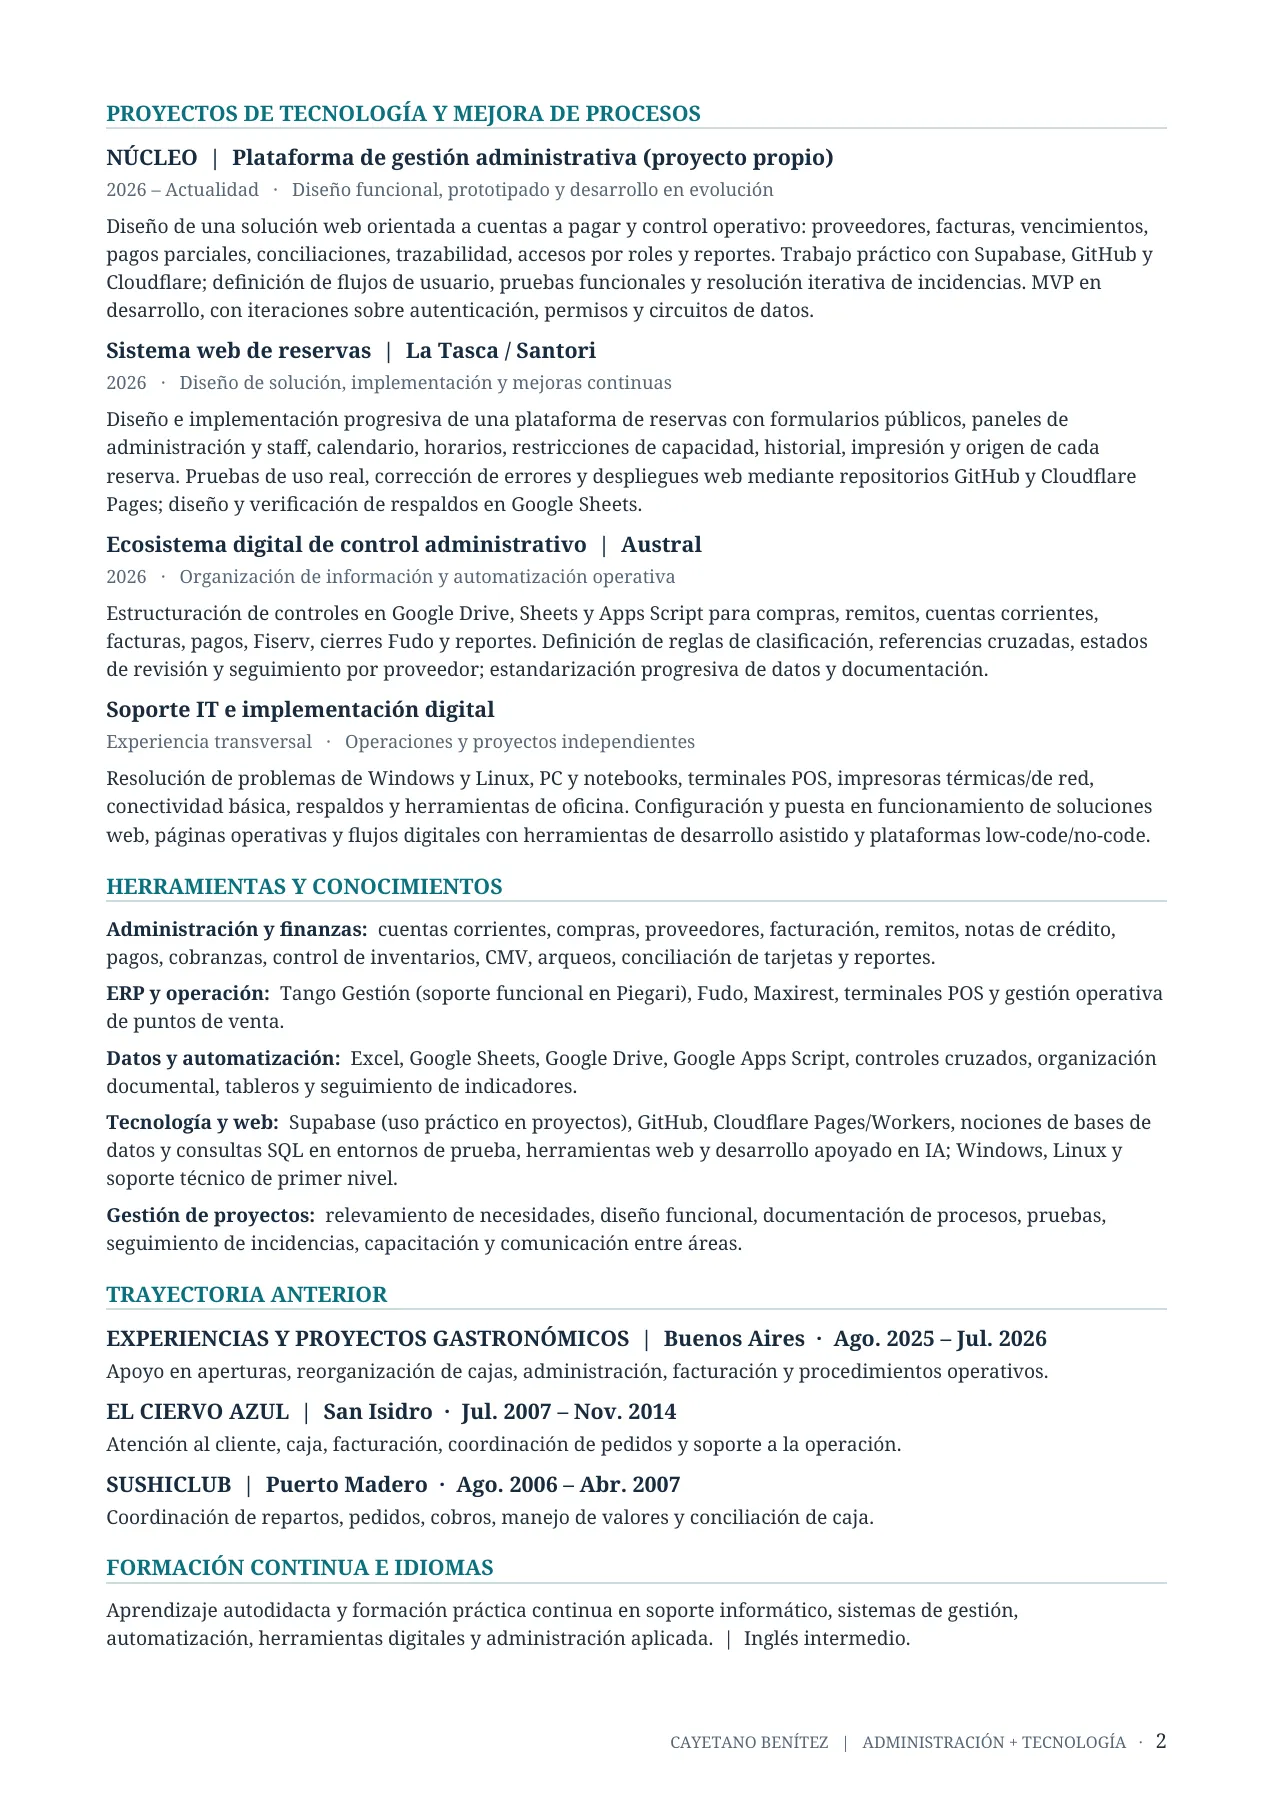 PROYECTOS DE TECNOLOGÍA Y MEJORA DE PROCESOS
NÚCLEO | Plataforma de gestión administrativa (proyecto propio)
2026 – Actualidad · Diseño funcional, prototipado y desarrollo en evolución
Diseño de una solución web orientada a cuentas a pagar y control operativo: proveedores, facturas, vencimientos,
pagos parciales, conciliaciones, trazabilidad, accesos por roles y reportes. Trabajo práctico con Supabase, GitHub y
Cloudflare; definición de flujos de usuario, pruebas funcionales y resolución iterativa de incidencias. MVP en
desarrollo, con iteraciones sobre autenticación, permisos y circuitos de datos.
Sistema web de reservas | La Tasca / Santori
2026 · Diseño de solución, implementación y mejoras continuas
Diseño e implementación progresiva de una plataforma de reservas con formularios públicos, paneles de
administración y staff, calendario, horarios, restricciones de capacidad, historial, impresión y origen de cada
reserva. Pruebas de uso real, corrección de errores y despliegues web mediante repositorios GitHub y Cloudflare
Pages; diseño y verificación de respaldos en Google Sheets.
Ecosistema digital de control administrativo | Austral
2026 · Organización de información y automatización operativa
Estructuración de controles en Google Drive, Sheets y Apps Script para compras, remitos, cuentas corrientes,
facturas, pagos, Fiserv, cierres Fudo y reportes. Definición de reglas de clasificación, referencias cruzadas, estados
de revisión y seguimiento por proveedor; estandarización progresiva de datos y documentación.
Soporte IT e implementación digital
Experiencia transversal · Operaciones y proyectos independientes
Resolución de problemas de Windows y Linux, PC y notebooks, terminales POS, impresoras térmicas/de red,
conectividad básica, respaldos y herramientas de oficina. Configuración y puesta en funcionamiento de soluciones
web, páginas operativas y flujos digitales con herramientas de desarrollo asistido y plataformas low-code/no-code.
HERRAMIENTAS Y CONOCIMIENTOS
Administración y finanzas: cuentas corrientes, compras, proveedores, facturación, remitos, notas de crédito,
pagos, cobranzas, control de inventarios, CMV, arqueos, conciliación de tarjetas y reportes.
ERP y operación: Tango Gestión (soporte funcional en Piegari), Fudo, Maxirest, terminales POS y gestión operativa
de puntos de venta.
Datos y automatización: Excel, Google Sheets, Google Drive, Google Apps Script, controles cruzados, organización
documental, tableros y seguimiento de indicadores.
Tecnología y web: Supabase (uso práctico en proyectos), GitHub, Cloudflare Pages/Workers, nociones de bases de
datos y consultas SQL en entornos de prueba, herramientas web y desarrollo apoyado en IA; Windows, Linux y
soporte técnico de primer nivel.
Gestión de proyectos: relevamiento de necesidades, diseño funcional, documentación de procesos, pruebas,
seguimiento de incidencias, capacitación y comunicación entre áreas.
TRAYECTORIA ANTERIOR
EXPERIENCIAS Y PROYECTOS GASTRONÓMICOS | Buenos Aires · Ago. 2025 – Jul. 2026
Apoyo en aperturas, reorganización de cajas, administración, facturación y procedimientos operativos.
EL CIERVO AZUL | San Isidro · Jul. 2007 – Nov. 2014
Atención al cliente, caja, facturación, coordinación de pedidos y soporte a la operación.
SUSHICLUB | Puerto Madero · Ago. 2006 – Abr. 2007
Coordinación de repartos, pedidos, cobros, manejo de valores y conciliación de caja.
FORMACIÓN CONTINUA E IDIOMAS
Aprendizaje autodidacta y formación práctica continua en soporte informático, sistemas de gestión,
automatización, herramientas digitales y administración aplicada. | Inglés intermedio.
CAYETANO BENÍTEZ | ADMINISTRACIÓN + TECNOLOGÍA · 2